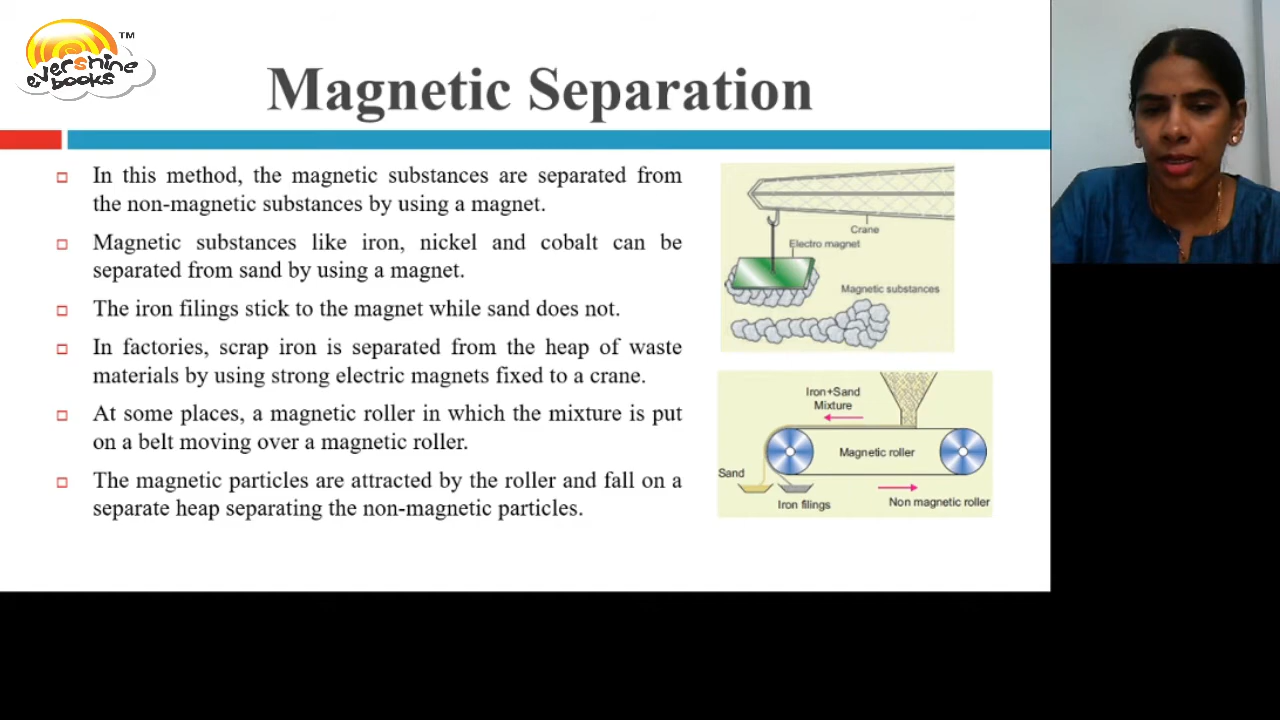 evershine
books
TM
Magnetic Separation
In this method, the magnetic substances are separated from
the non-magnetic substances by using a magnet.
Magnetic substances like iron, nickel and cobalt can be
separated from sand by using a magnet.
The iron filings stick to the magnet while sand does not.
In factories, scrap iron is separated from the heap of waste
materials by using strong electric magnets fixed to a crane.
At some places, a magnetic roller in which the mixture is put
on a belt moving over a magnetic roller.
The magnetic particles are attracted by the roller and fall on a
separate heap separating the non-magnetic particles.
Crane
Electro magnet
Magnetic substances
Iron+Sand
Mixture
Magnetic roller
Sand
Iron filings
Non magnetic roller